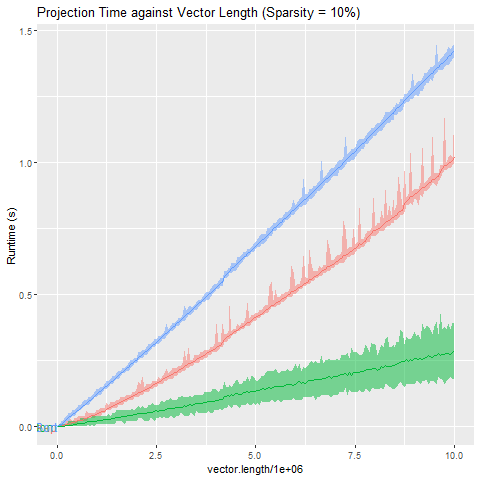 Projection Time against Vector Length (Sparsity = 10%)
1.5
1.0
0.5
0.0
Runtime (s)
0.0 2.5 5.0 7.5 10.0
vector.length/1e+06